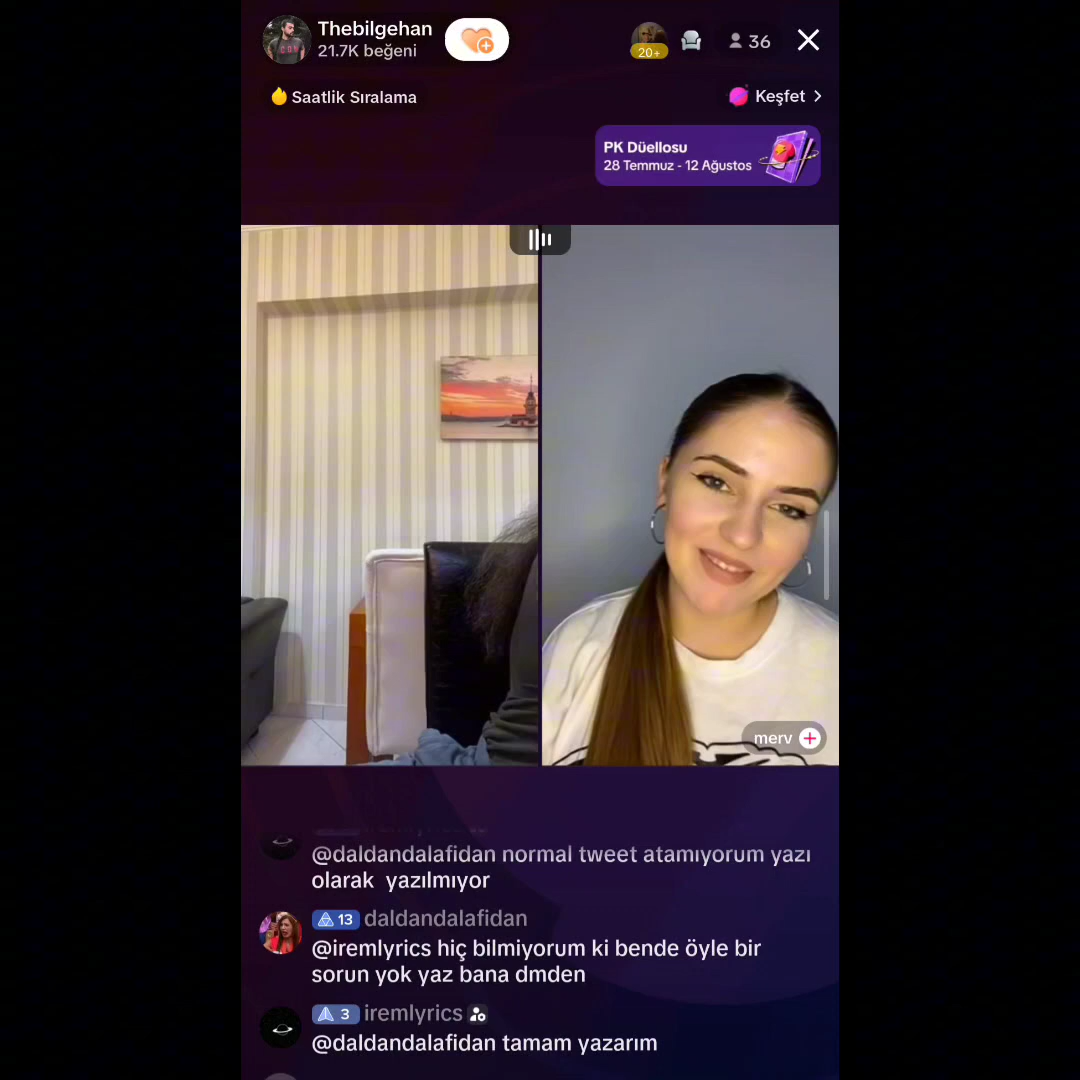 Thebilgehan
21.7K beğeni
20+
36
Saatlik Sıralama
Keşfet
PK Düellosu
28 Temmuz - 12 Ağustos
merv
@daldandalafidan normal tweet atamıyorum yazı
olarak yazılmıyor
13 daldandalafidan
@iremlyrics hiç bilmiyorum ki bende öyle bir
sorun yok yaz bana dmden
3 iremlyrics
@daldandalafidan tamam yazarım